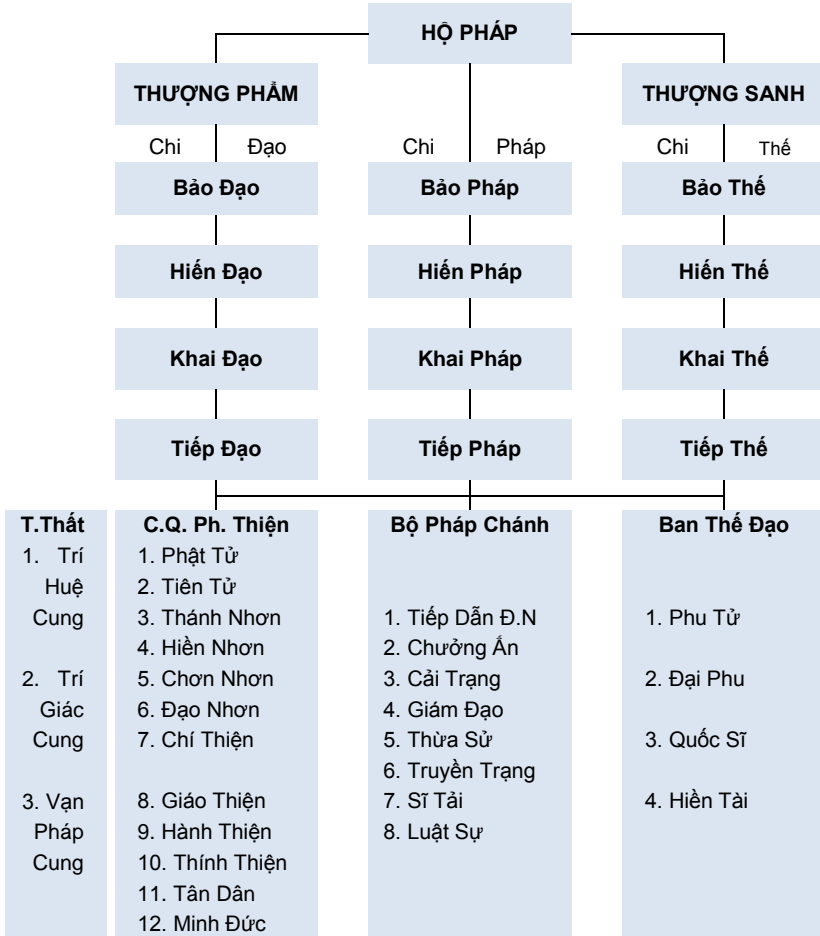 HỘ PHÁP
THƯỢNG PHẨM
THƯỢNG SANH
Chi Đạo
Chi Pháp
Chi Thế
Bảo Đạo
Bảo Pháp
Bảo Thế
Hiến Đạo
Hiến Pháp
Hiến Thế
Khai Đạo
Khai Pháp
Khai Thế
Tiếp Đạo
Tiếp Pháp
Tiếp Thế
T.Thất
1. Trí
Huệ
Cung
2. Trí
Giác
Cung
3. Vạn
Pháp
Cung
C.Q. Ph. Thiện
1. Phật Tử
2. Tiên Tử
3. Thánh Nhơn
4. Hiền Nhơn
5. Chơn Nhơn
6. Đạo Nhơn
7. Chí Thiện
8. Giáo Thiện
9. Hành Thiện
10. Thính Thiện
11. Tân Dân
12. Minh Đức
Bộ Pháp Chánh
1. Tiếp Dẫn Đ.N
2. Chưởng Ấn
3. Cải Trạng
4. Giám Đạo
5. Thừa Sử
6. Truyền Trạng
7. Sĩ Tải
8. Luật Sự
Ban Thế Đạo
1. Phu Tử
2. Đại Phu
3. Quốc Sĩ
4. Hiền Tài